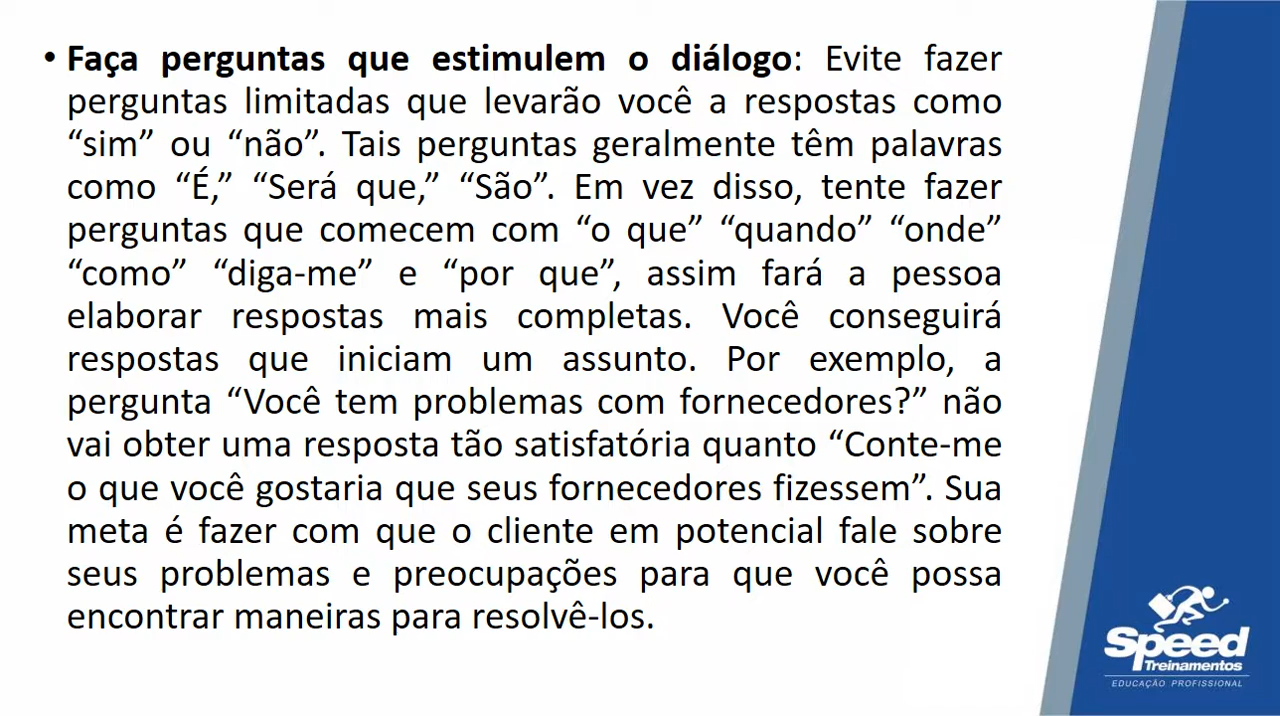 • Faça perguntas que estimulem o diálogo: Evite fazer
perguntas limitadas que levarão você a respostas como
“sim” ou “não”. Tais perguntas geralmente têm palavras
como “É,” “Será que,” “São”. Em vez disso, tente fazer
perguntas que comecem com “o que” “quando” “onde”
“como” “diga-me” e “por que”, assim fará a pessoa
elaborar respostas mais completas. Você conseguirá
respostas que iniciam um assunto. Por exemplo, a
pergunta “Você tem problemas com fornecedores?” não
vai obter uma resposta tão satisfatória quanto “Conte-me
o que você gostaria que seus fornecedores fizessem”. Sua
meta é fazer com que o cliente em potencial fale sobre
seus problemas e preocupações para que você possa
encontrar maneiras para resolvê-los.
Speed
Treinamentos
EDUCAÇÃO PROFISSIONAL